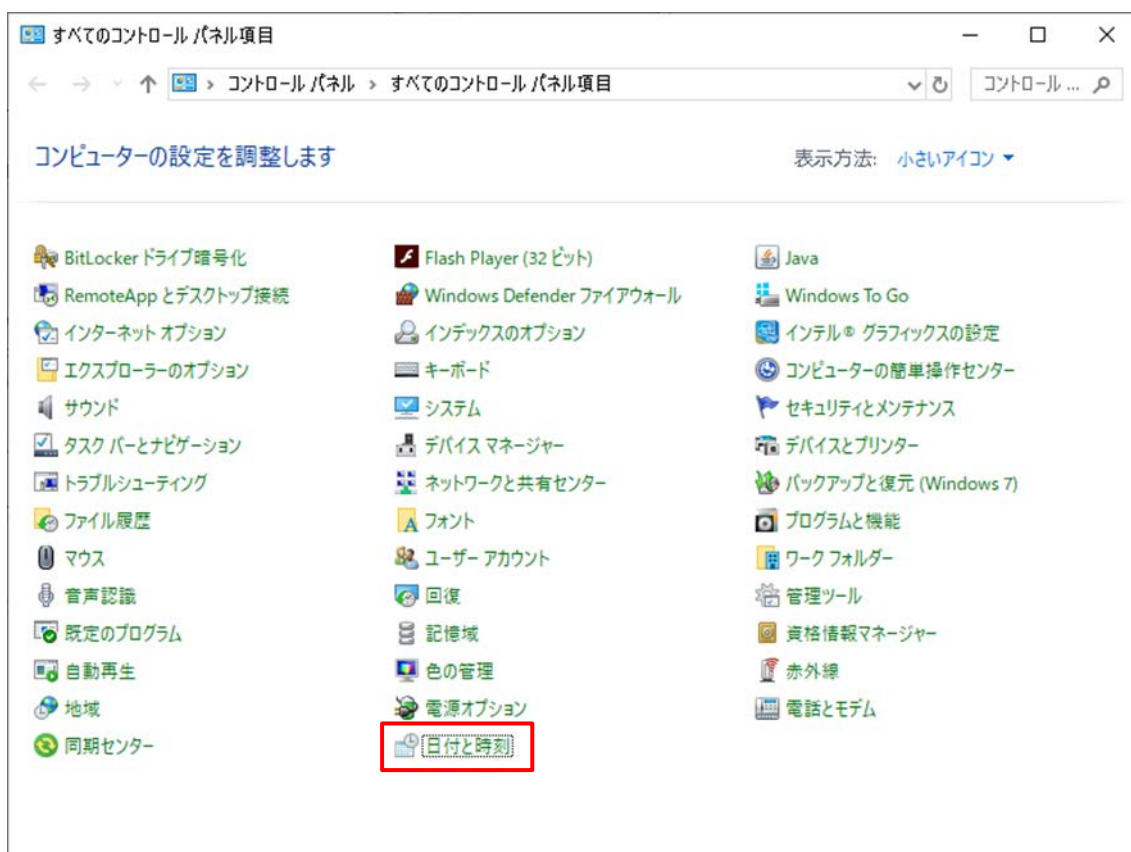 すべてのコントロール パネル項目
コントロール パネル > すべてのコントロール パネル項目
コントロール ...
コンピューターの設定を調整します
表示方法: 小さいアイコン
BitLocker ドライブ暗号化
Flash Player (32 ビット)
Java
RemoteApp とデスクトップ接続
Windows Defender ファイアウォール
Windows To Go
インターネット オプション
インデックスのオプション
インテル® グラフィックスの設定
エクスプローラーのオプション
キーボード
コンピューターの簡単操作センター
サウンド
システム
セキュリティとメンテナンス
タスク バーとナビゲーション
デバイス マネージャー
デバイスとプリンター
トラブルシューティング
ネットワークと共有センター
バックアップと復元 (Windows 7)
ファイル履歴
フォント
プログラムと機能
マウス
ユーザー アカウント
ワーク フォルダー
音声認識
回復
管理ツール
既定のプログラム
記憶域
資格情報マネージャー
自動再生
色の管理
赤外線
地域
電源オプション
電話とモデム
同期センター
日付と時刻